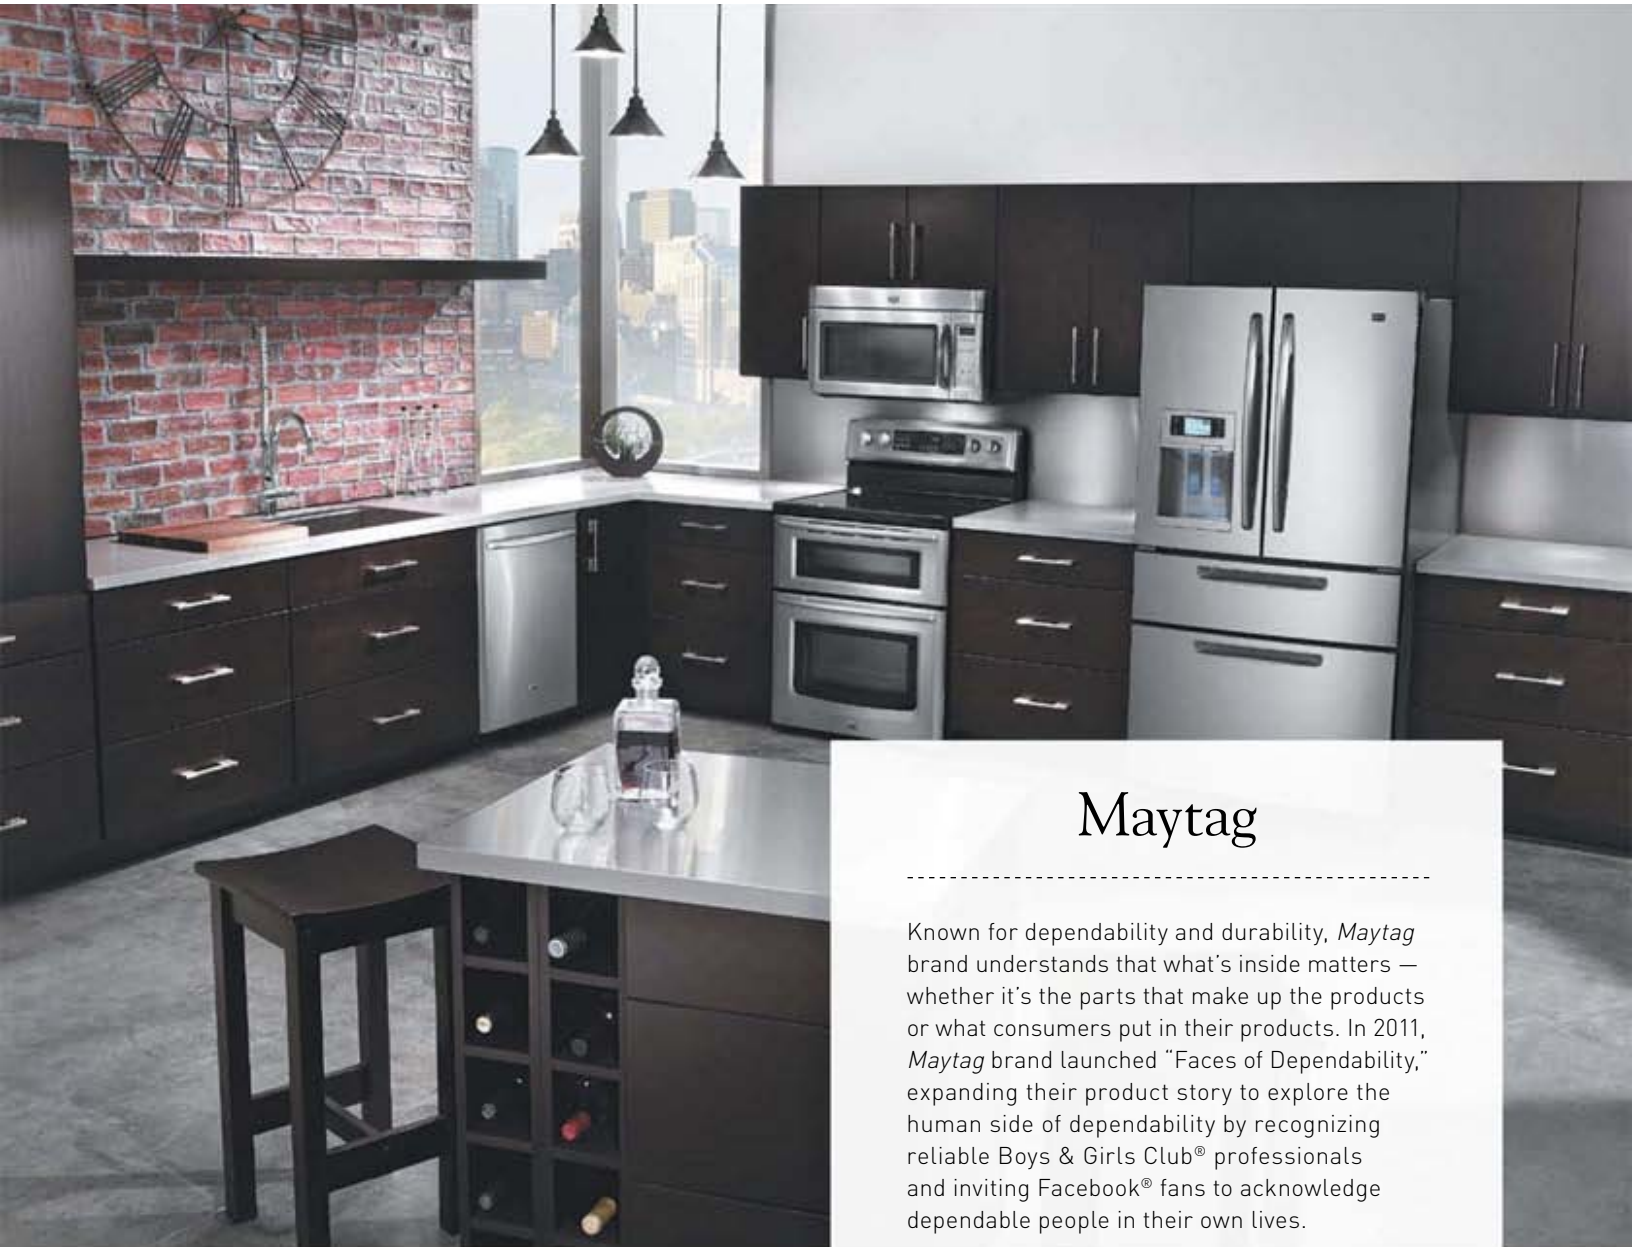 Maytag
Known for dependability and durability, Maytag
brand understands that what’s inside matters —
whether it’s the parts that make up the products
or what consumers put in their products. In 2011,
Maytag brand launched “Faces of Dependability,”
expanding their product story to explore the
human side of dependability by recognizing
reliable Boys & Girls Club® professionals
and inviting Facebook® fans to acknowledge
dependable people in their own lives.